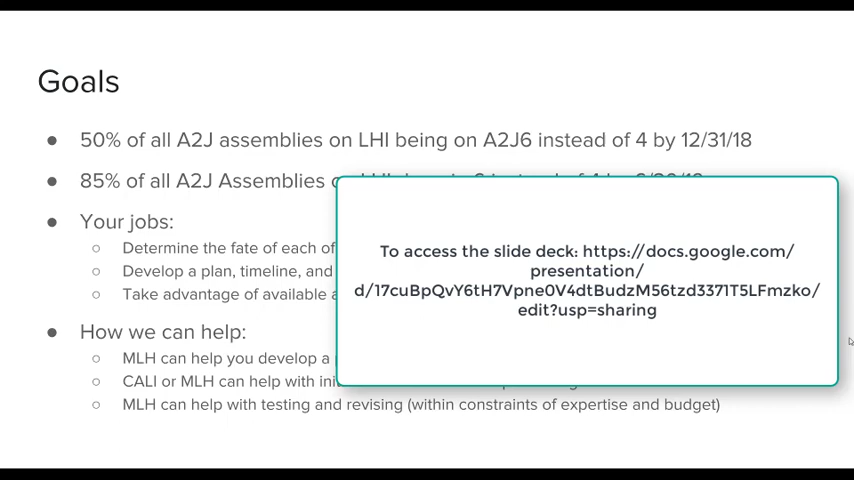 Goals
● 50% of all A2J assemblies on LHI being on A2J6 instead of 4 by 12/31/18
● 85% of all A2J Assemblies
● Your jobs:
○ Determine the fate of each of
○ Develop a plan, timeline, and
○ Take advantage of available
● How we can help:
○ MLH can help you develop a
○ CALI or MLH can help with
○ MLH can help with testing and revising (within constraints of expertise and budget)
To access the slide deck: https://docs.google.com/
presentation/
d/17cuBpQvY6tH7Vpne0V4dtBudzM56tzd3371T5LFmzko/
edit?usp=sharing